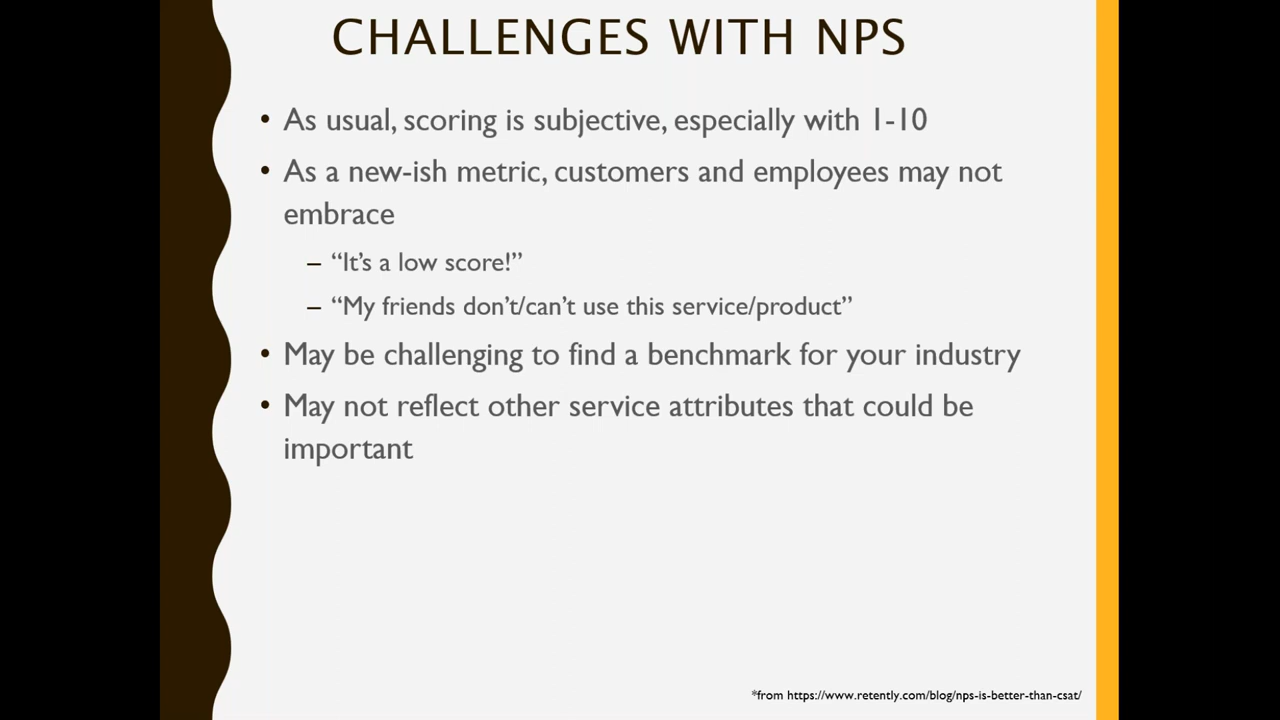 CHALLENGES WITH NPS
• As usual, scoring is subjective, especially with 1-10
• As a new-ish metric, customers and employees may not
embrace
– “It’s a low score!”
– “My friends don’t/can’t use this service/product”
• May be challenging to find a benchmark for your industry
• May not reflect other service attributes that could be
important
*from https://www.retently.com/blog/nps-is-better-than-csat/